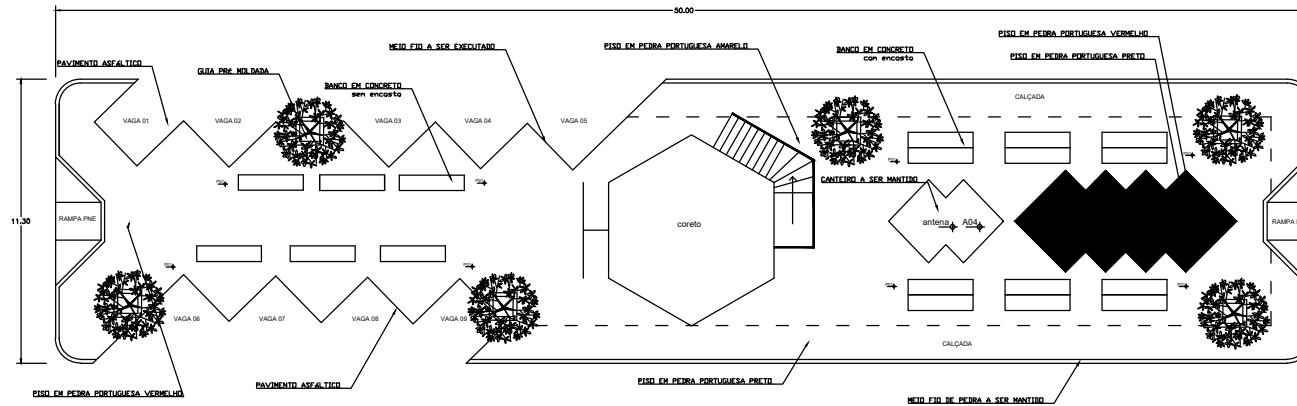 50.00
PISO EM PEDRA PORTUGUESA VERMELHO
MEIO FIO A SER EXECUTADO
PISO EM PEDRA PORTUGUESA AMARELO
BANCO EM CONCRETO
com encosto
PISO EM PEDRA PORTUGUESA PRETO
PAVIMENTO ASFÁLTICO
GUIA PRÉ MOLDADA
BANCO EM CONCRETO
sem encosto
CALÇADA
VAGA 01
VAGA 02
VAGA 03
VAGA 04
VAGA 05
CANTEIRO A SER MANTIDO
11.30
RAMPA PNE
coreto
antena
A04
RAMPA
VAGA 06
VAGA 07
VAGA 08
VAGA 09
CALÇADA
PISO EM PEDRA PORTUGUESA VERMELHO
PAVIMENTO ASFÁLTICO
PISO EM PEDRA PORTUGUESA PRETO
MEIO FIO DE PEDRA A SER MANTIDO